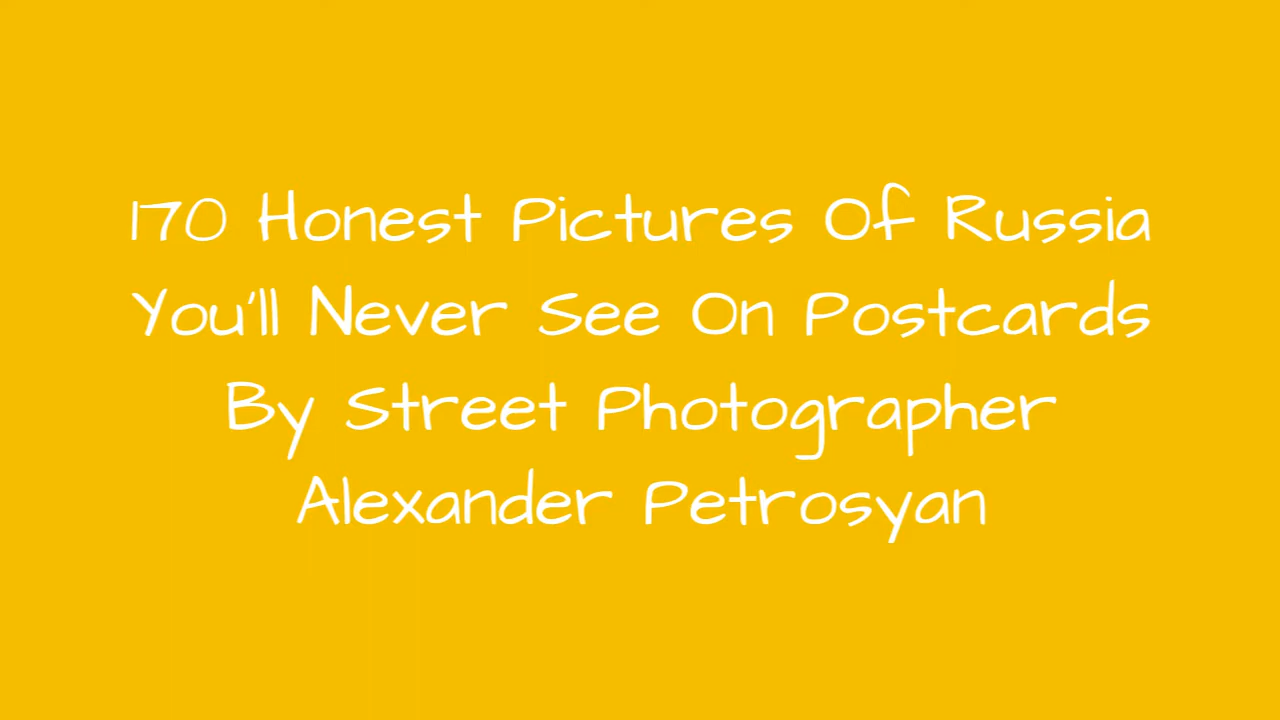 170 Honest Pictures Of Russia
You'll Never See On Postcards
By Street Photographer
Alexander Petrosyan